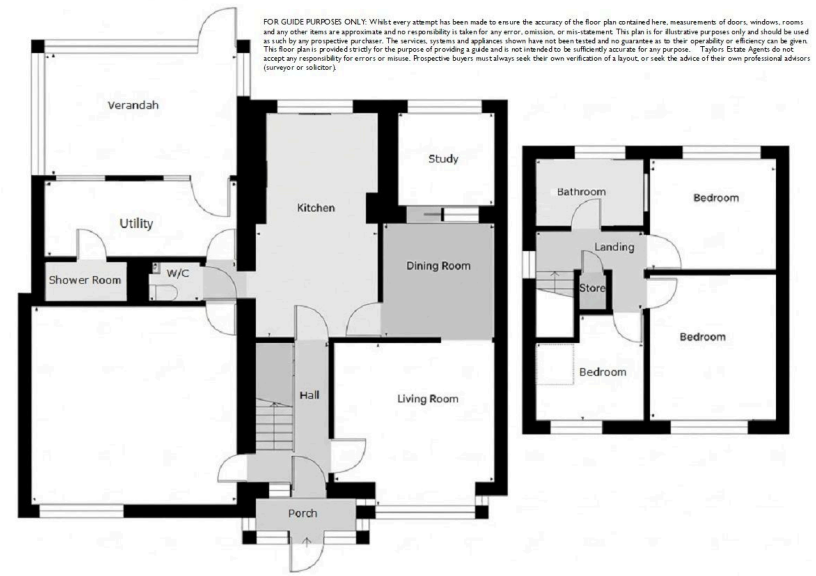 FOR GUIDE PURPOSES ONLY: Whilst every attempt has been made to ensure the accuracy of the floor plan contained here, measurements of doors, windows, rooms
and any other items are approximate and no responsibility is taken for any error, omission, or mis-statement. This plan is for illustrative purposes only and should be used
as such by any prospective purchaser. The services, systems and appliances shown have not been tested and no guarantee as to their operability or efficiency can be given.
This floor plan is provided strictly for the purpose of providing a guide and is not intended to be sufficiently accurate for any purpose. Taylors Estate Agents do not
accept any responsibility for errors or misuse. Prospective buyers must always seek their own verification of a layout, or seek the advice of their own professional advisors
(surveyor or solicitor).
Verandah
Study
Kitchen
Utility
Bathroom
Bedroom
Landing
Dining Room
W/C
Shower Room
Store
Bedroom
Bedroom
Hall
Living Room
Porch